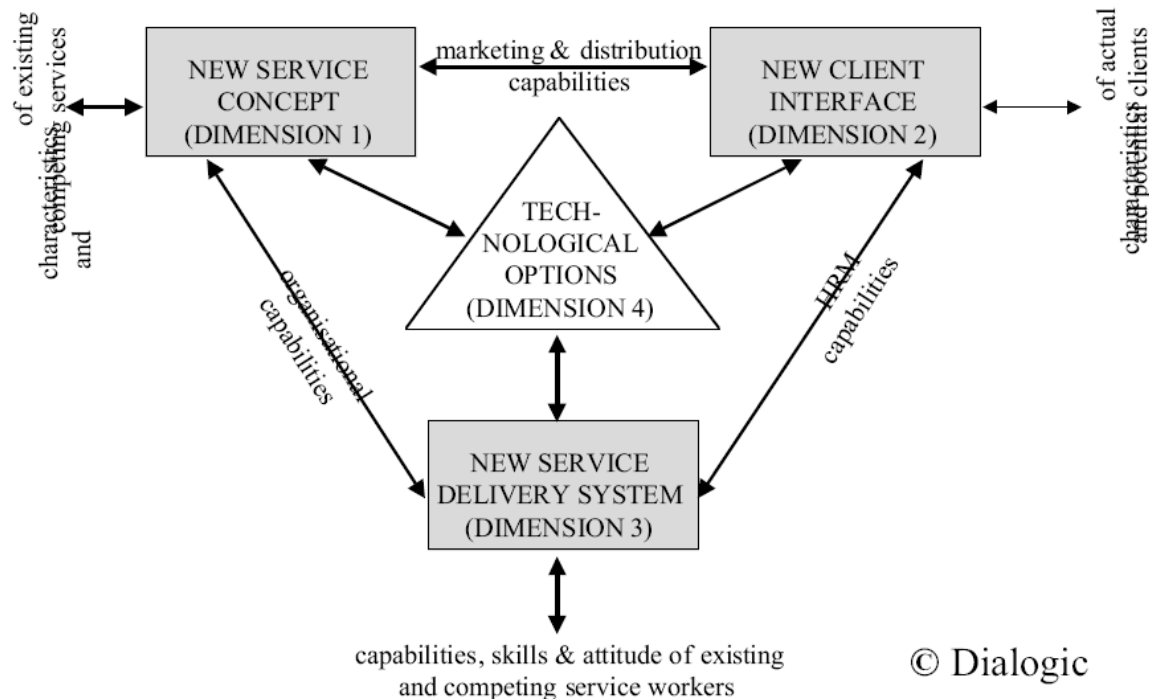 of existing
characteristics
competing services
and
NEW SERVICE
CONCEPT
(DIMENSION 1)
marketing & distribution
capabilities
NEW CLIENT
INTERFACE
(DIMENSION 2)
of actual
characteristics
and potential clients
TECH-
NOLOGICAL
OPTIONS
(DIMENSION 4)
organisational
capabilities
HRM
capabilities
NEW SERVICE
DELIVERY SYSTEM
(DIMENSION 3)
capabilities, skills & attitude of existing
and competing service workers
© Dialogic